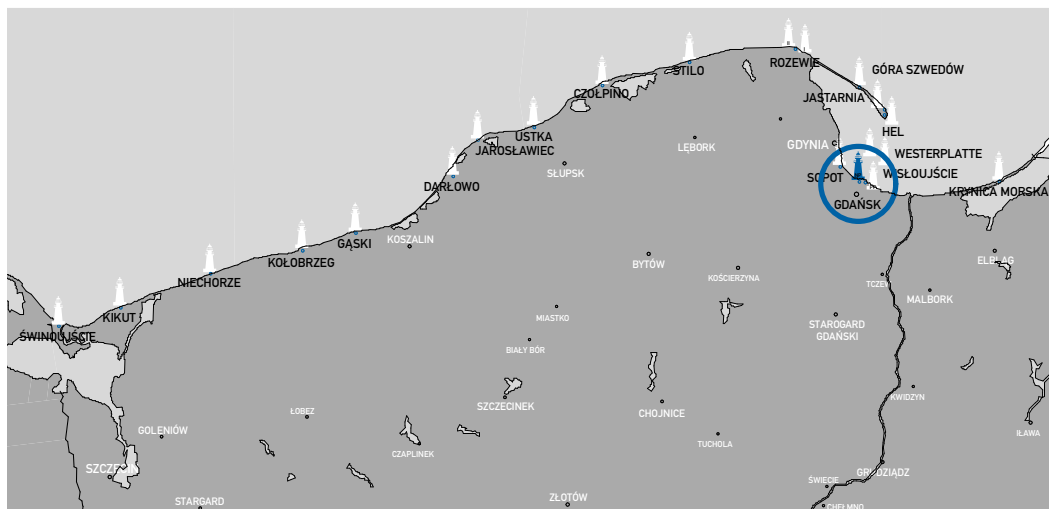 ROZEWIE
STILO
GÓRA SZWEDÓW
CZOŁPINO
JASTARNIA
HEL
USTKA
JAROSŁAWIEC
LĘBORK
GDYNIA
WESTERPLATTE
SŁUPSK
SOPOT
WISŁOUJŚCIE
DARŁOWO
KRYNICA MORSKA
GDAŃSK
KOSZALIN
GĄSKI
KOŁOBRZEG
BYTÓW
ELBLĄG
KOŚCIERZYNA
NIECHORZE
TCZEW
MALBORK
KIKUT
MIASTKO
STAROGARD
GDAŃSKI
ŚWINOUJŚCIE
BIAŁY BÓR
KWIDZYN
SZCZECINEK
ŁOBEZ
CHOJNICE
GOLENIÓW
IŁAWA
TUCHOLA
CZAPLINEK
SZCZECIN
GRUDZIĄDZ
ŚWIECIE
STARGARD
ZŁOTÓW
CHEŁMNO